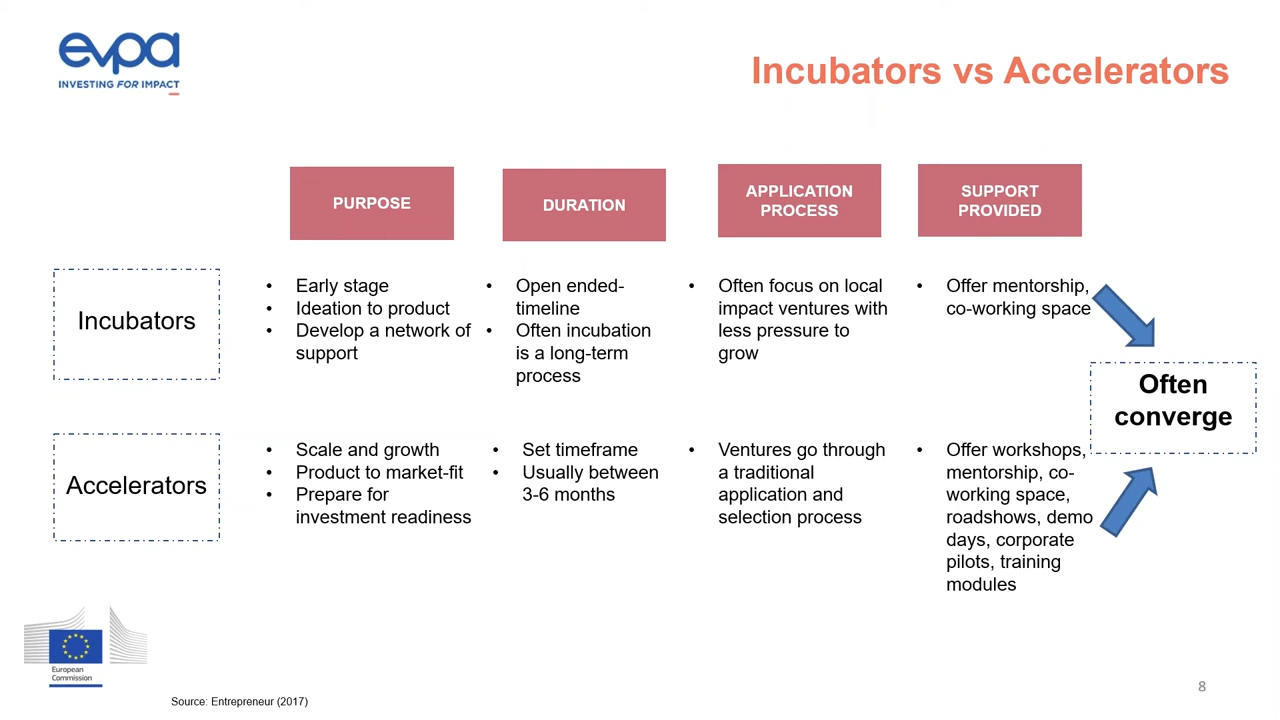 evpa
INVESTING FOR IMPACT
Incubators vs Accelerators
PURPOSE
DURATION
APPLICATION
PROCESS
SUPPORT
PROVIDED
Incubators
• Early stage
• Ideation to product
• Develop a network of
support
• Open ended-
timeline
• Often incubation
is a long-term
process
• Often focus on local
impact ventures with
less pressure to
grow
• Offer mentorship,
co-working space
Often
converge
Accelerators
• Scale and growth
• Product to market-fit
• Prepare for
investment readiness
• Set timeframe
• Usually between
3-6 months
• Ventures go through
a traditional
application and
selection process
• Offer workshops,
mentorship, co-
working space,
roadshows, demo
days, corporate
pilots, training
modules
European
Commission
Source: Entrepreneur (2017)
8